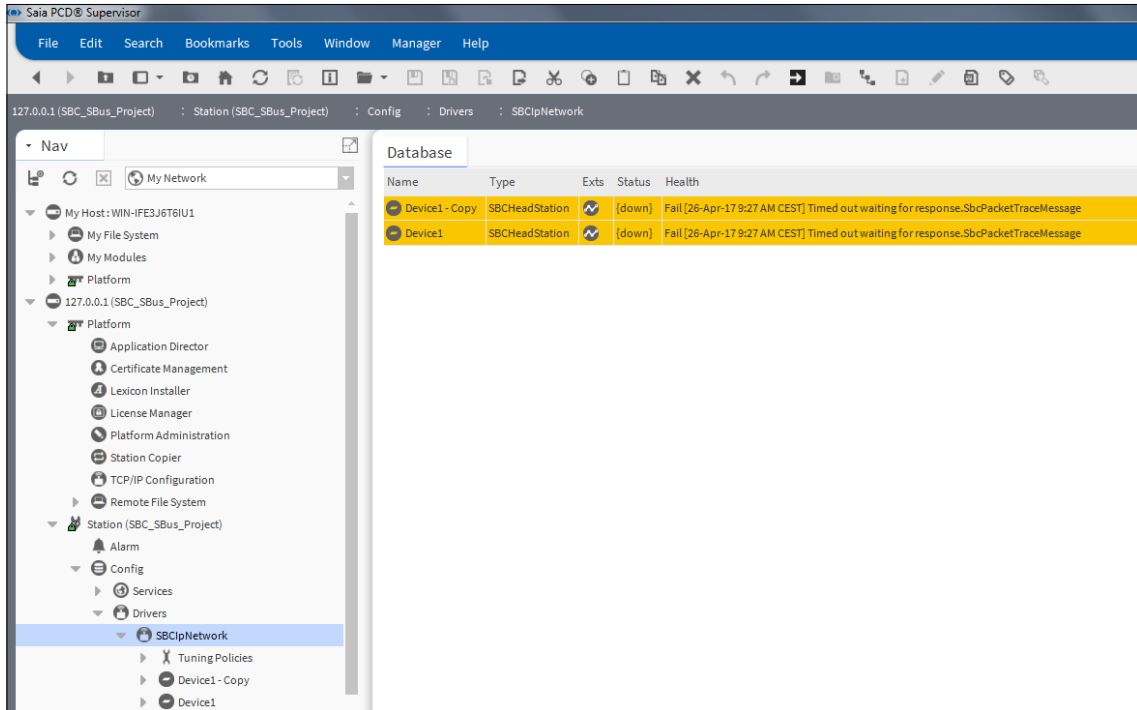 Saia PCD® Supervisor
File Edit Search Bookmarks Tools Window Manager Help
127.0.0.1 (SBC_SBus_Project) : Station (SBC_SBus_Project) : Config : Drivers : SBCIpNetwork
Nav
My Network
My Host : WIN-IFE3J6T6IU1
My File System
My Modules
Platform
127.0.0.1 (SBC_SBus_Project)
Platform
Application Director
Certificate Management
Lexicon Installer
License Manager
Platform Administration
Station Copier
TCP/IP Configuration
Remote File System
Station (SBC_SBus_Project)
Alarm
Config
Services
Drivers
SBCIpNetwork
Tuning Policies
Device1 - Copy
Device1
Database
Name Type Exts Status Health
Device1 - Copy SBCHeadStation {down} Fail [26-Apr-17 9:27 AM CEST] Timed out waiting for response.SbcPacketTraceMessage
Device1 SBCHeadStation {down} Fail [26-Apr-17 9:27 AM CEST] Timed out waiting for response.SbcPacketTraceMessage